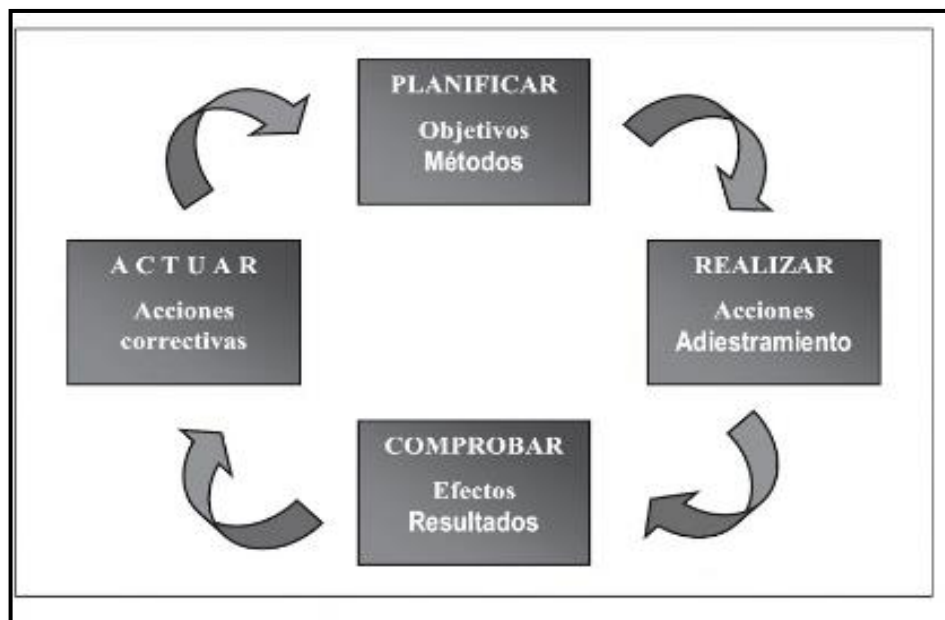 PLANIFICAR
Objetivos
Métodos
REALIZAR
Acciones
Adiestramiento
COMPROBAR
Efectos
Resultados
A C T U A R
Acciones
correctivas